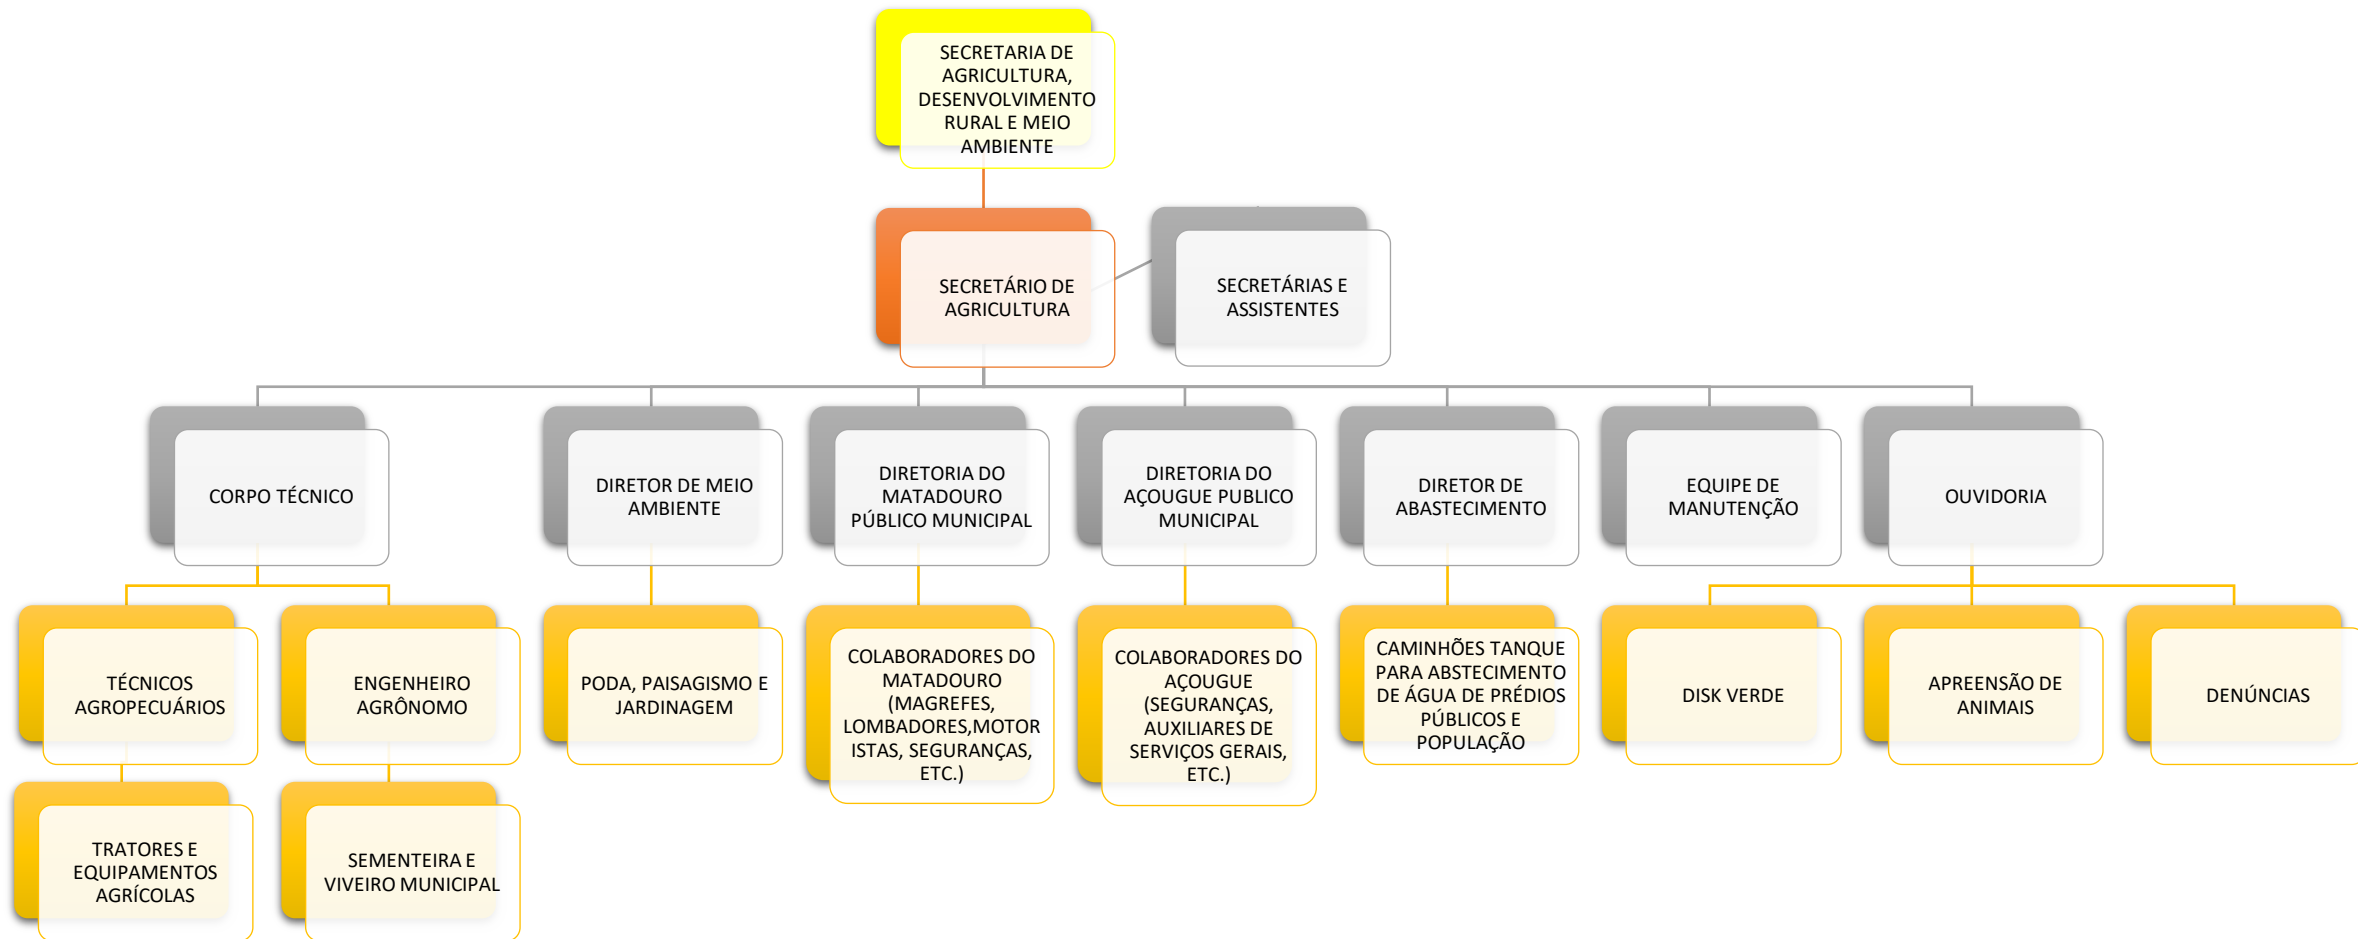 SECRETARIA DE
AGRICULTURA,
DESENVOLVIMENTO
RURAL E MEIO
AMBIENTE
SECRETÁRIO DE
AGRICULTURA
SECRETÁRIAS E
ASSISTENTES
CORPO TÉCNICO
DIRETOR DE MEIO
AMBIENTE
DIRETORIA DO
MATADOURO
PÚBLICO MUNICIPAL
DIRETORIA DO
AÇOUGUE PUBLICO
MUNICIPAL
DIRETOR DE
ABASTECIMENTO
EQUIPE DE
MANUTENÇÃO
OUVIDORIA
TÉCNICOS
AGROPECUÁRIOS
ENGENHEIRO
AGRÔNOMO
PODA, PAISAGISMO E
JARDINAGEM
COLABORADORES DO
MATADOURO
(MAGREFES,
LOMBADORES,MOTOR
ISTAS, SEGURANÇAS,
ETC.)
COLABORADORES DO
AÇOUGUE
(SEGURANÇAS,
AUXILIARES DE
SERVIÇOS GERAIS,
ETC.)
CAMINHÕES TANQUE
PARA ABSTECIMENTO
DE ÁGUA DE PRÉDIOS
PÚBLICOS E
POPULAÇÃO
DISK VERDE
APREENSÃO DE
ANIMAIS
DENÚNCIAS
TRATORES E
EQUIPAMENTOS
AGRÍCOLAS
SEMENTEIRA E
VIVEIRO MUNICIPAL